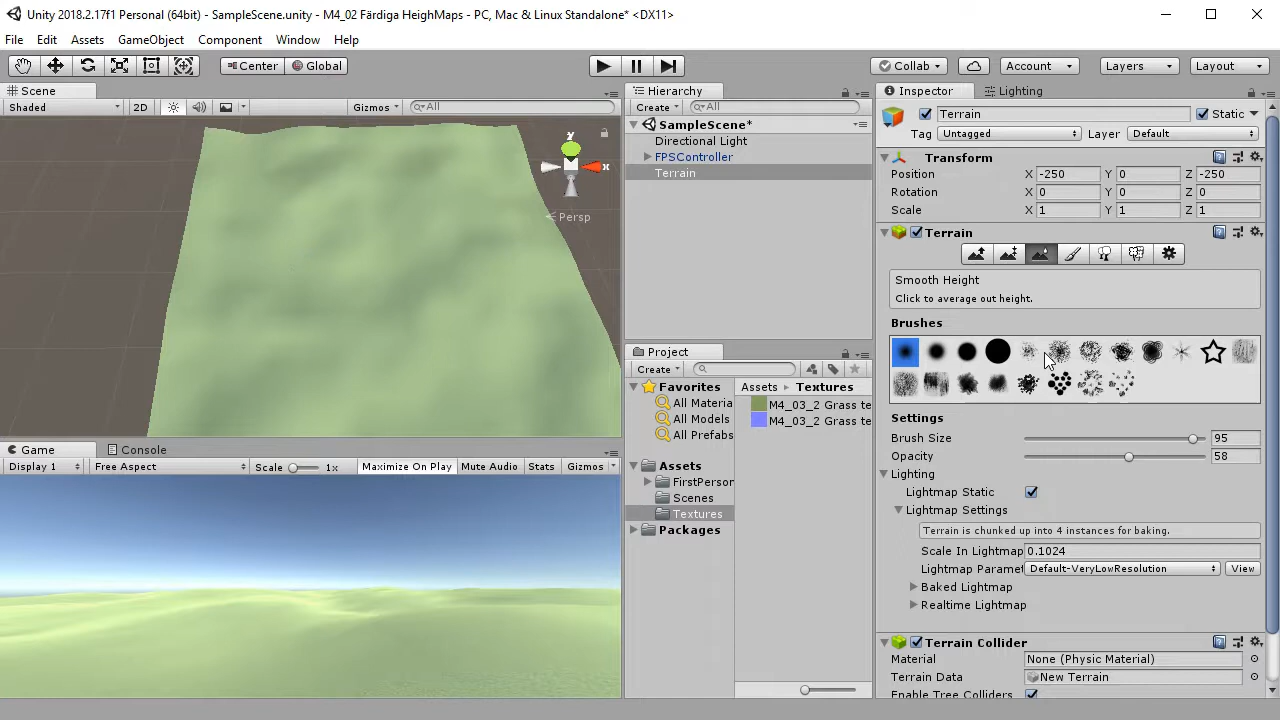 Unity 2018.2.17f1 Personal (64bit) - SampleScene.unity - M4_02 Färdiga HeighMaps - PC, Mac & Linux Standalone* <DX11>
File Edit Assets GameObject Component Window Help
Center Global Collab Account Layers Layout
Scene
Shaded 2D Gizmos All
y
x
Persp
Game Console
Display 1 Free Aspect Scale 1x Maximize On Play Mute Audio Stats Gizmos
Hierarchy
Create All
SampleScene*
Directional Light
FPSController
Terrain
Project
Create
Favorites
All Materia
All Models
All Prefabs
Assets
FirstPerson
Scenes
Textures
Packages
Assets Textures
M4_03_2 Grass te
M4_03_2 Grass te
Inspector Lighting
Terrain Static
Tag Untagged Layer Default
Transform
Position X -250 Y 0 Z -250
Rotation X 0 Y 0 Z 0
Scale X 1 Y 1 Z 1
Terrain
Smooth Height
Click to average out height.
Brushes
Settings
Brush Size 95
Opacity 58
Lighting
Lightmap Static
Lightmap Settings
Terrain is chunked up into 4 instances for baking.
Scale In Lightmap 0.1024
Lightmap Paramet Default-VeryLowResolution View
Baked Lightmap
Realtime Lightmap
Terrain Collider
Material None (Physic Material)
Terrain Data New Terrain
Enable Tree Colliders